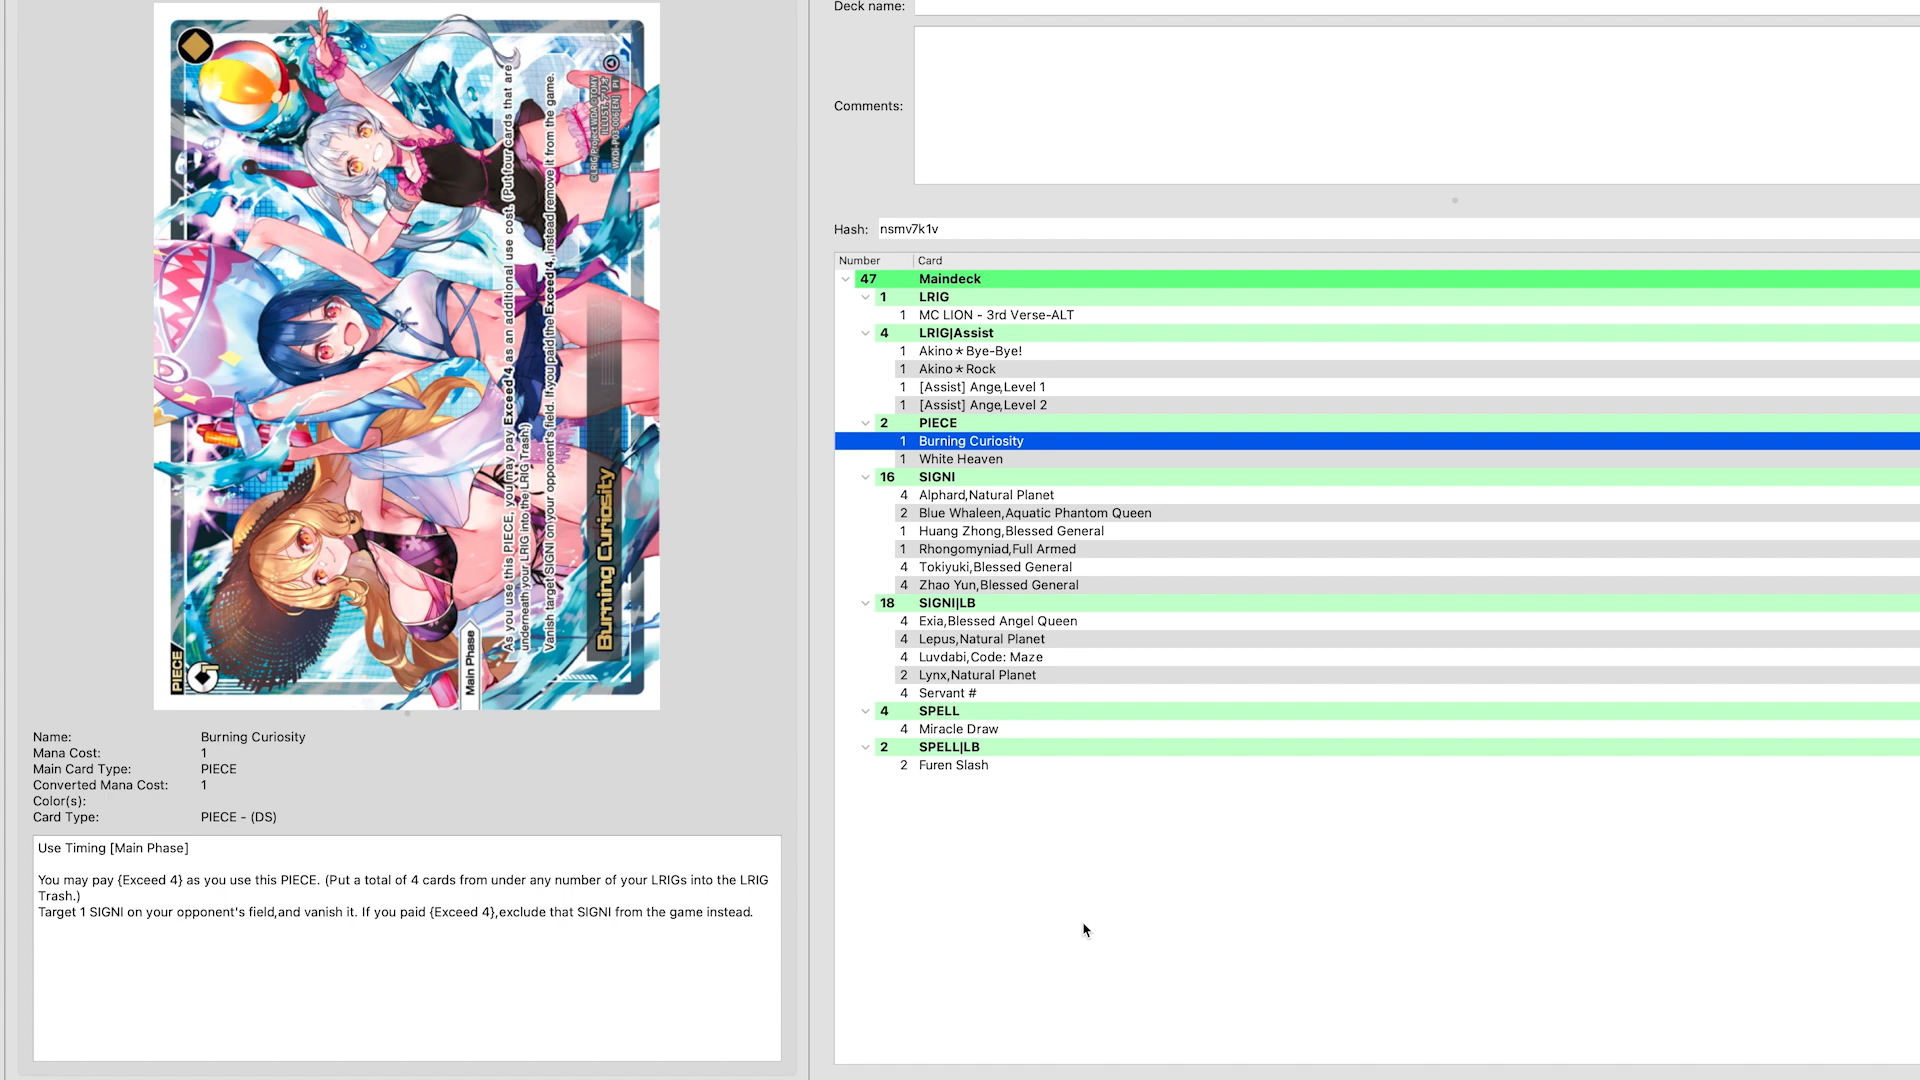 As you use this PIECE, you may pay Exceed 4 as an additional use cost. (Put four cards that are
underneath your LRIG into the LRIG Trash.)
Vanish target SIGNI on your opponent's field. If you paid the Exceed 4, instead remove it from the game.
Burning Curiosity
PIECE
1
Main Phase
Name: Burning Curiosity
Mana Cost: 1
Main Card Type: PIECE
Converted Mana Cost: 1
Color(s):
Card Type: PIECE - (DS)
Use Timing [Main Phase]
You may pay {Exceed 4} as you use this PIECE. (Put a total of 4 cards from under any number of your LRIGs into the LRIG
Trash.)
Target 1 SIGNI on your opponent's field,and vanish it. If you paid {Exceed 4},exclude that SIGNI from the game instead.
Deck name:
Comments:
Hash: nsmv7k1v
Number Card
47 Maindeck
1 LRIG
1 MC LION - 3rd Verse-ALT
4 LRIG|Assist
1 Akino＊Bye-Bye!
1 Akino＊Rock
1 [Assist] Ange,Level 1
1 [Assist] Ange,Level 2
2 PIECE
1 Burning Curiosity
1 White Heaven
16 SIGNI
4 Alphard,Natural Planet
2 Blue Whaleen,Aquatic Phantom Queen
1 Huang Zhong,Blessed General
1 Rhongomyniad,Full Armed
4 Tokiyuki,Blessed General
4 Zhao Yun,Blessed General
18 SIGNI|LB
4 Exia,Blessed Angel Queen
4 Lepus,Natural Planet
4 Luvdabi,Code: Maze
2 Lynx,Natural Planet
4 Servant #
4 SPELL
4 Miracle Draw
2 SPELL|LB
2 Furen Slash